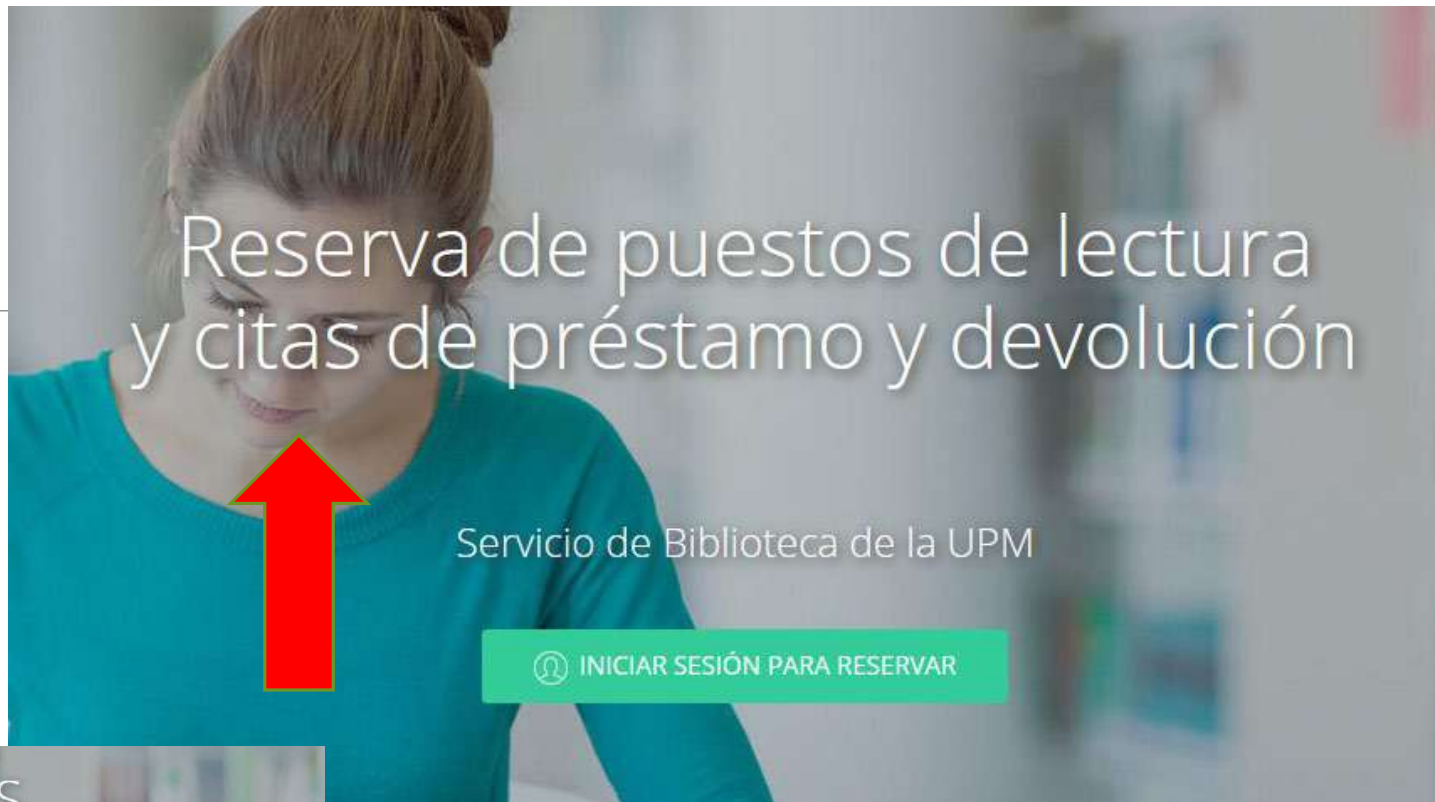 Reserva de puestos de lectura
y citas de préstamo y devolución
Servicio de Biblioteca de la UPM
INICIAR SESIÓN PARA RESERVAR